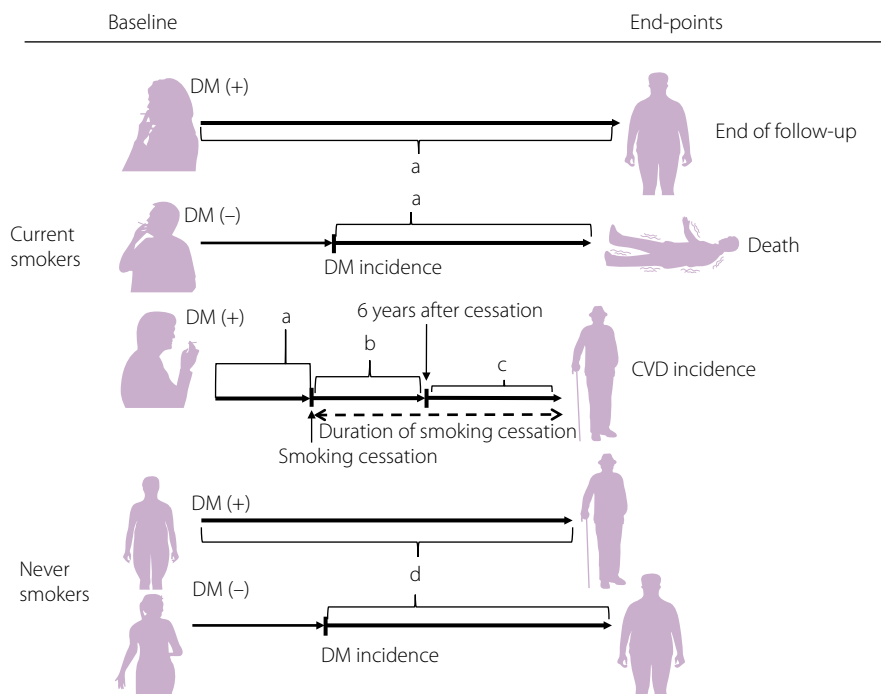 Baseline
End-points
DM (+)
End of follow-up
a
a
DM (–)
Current
smokers
Death
DM incidence
DM (+)
a
6 years after cessation
b
c
CVD incidence
Duration of smoking cessation
Smoking cessation
DM (+)
Never
smokers
d
DM (–)
DM incidence